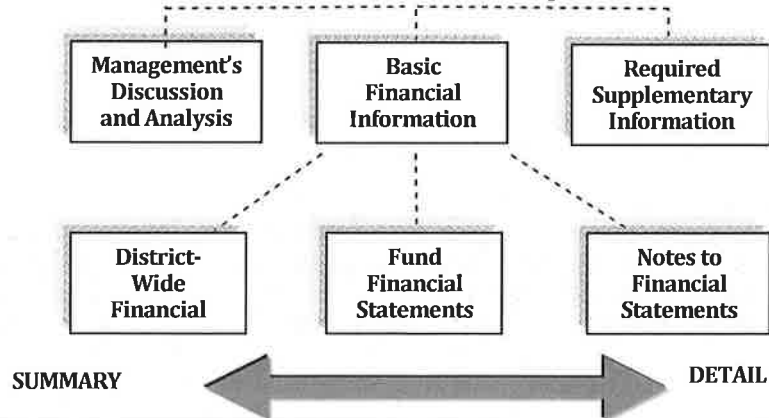 Management's
Discussion
and Analysis
Basic
Financial
Information
Required
Supplementary
Information
District-
Wide
Financial
Fund
Financial
Statements
Notes to
Financial
Statements
SUMMARY
DETAIL